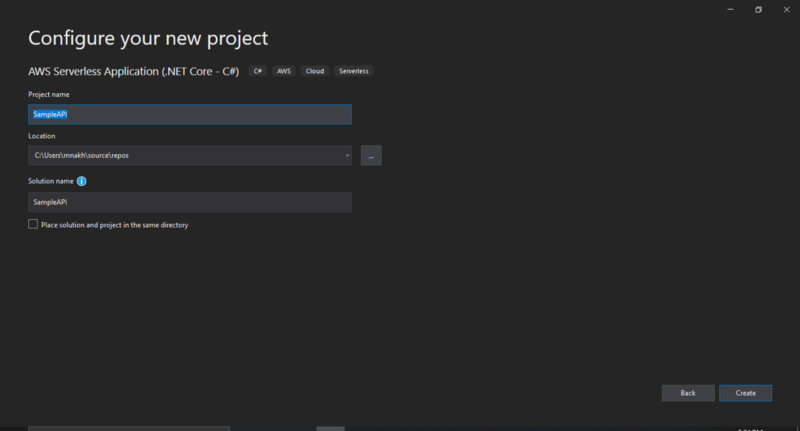 Configure your new project
AWS Serverless Application (.NET Core - C#) C# AWS Cloud Serverless
Project name
SampleAPI
Location
C:\Users\mnakh\source\repos
...
Solution name
SampleAPI
Place solution and project in the same directory
Back Create